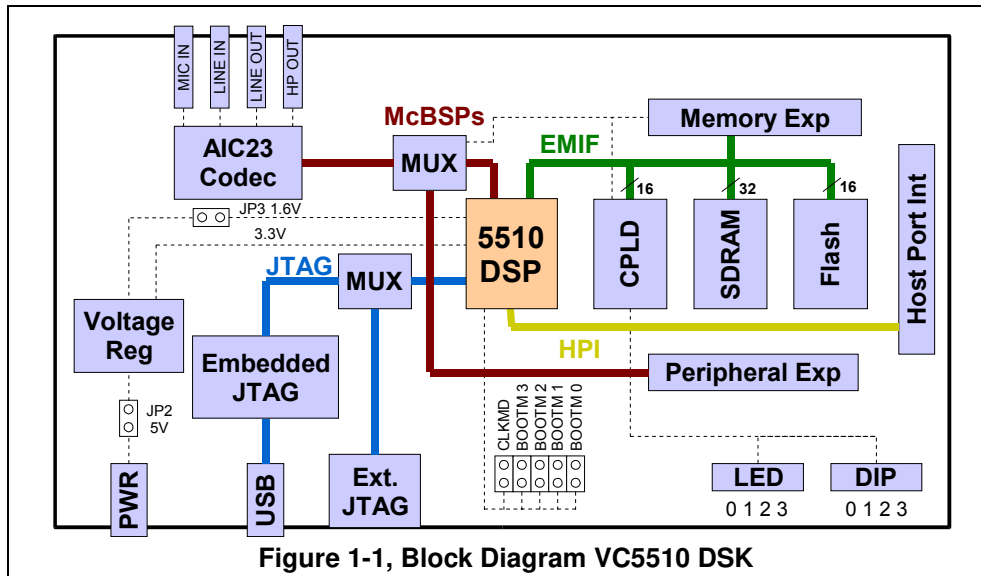 MIC IN
LINE IN
LINE OUT
HP OUT
McBSPs
Memory Exp
AIC23
Codec
MUX
EMIF
16
32
16
JP3 1.6V
3.3V
5510
DSP
CPLD
SDRAM
Flash
Host Port Int
JTAG
MUX
Voltage
Reg
Embedded
JTAG
HPI
Peripheral Exp
JP2
5V
CLKMD
BOOTM 3
BOOTM 2
BOOTM 1
BOOTM 0
PWR
USB
Ext.
JTAG
LED
DIP
0 1 2 3
0 1 2 3
Figure 1-1, Block Diagram VC5510 DSK